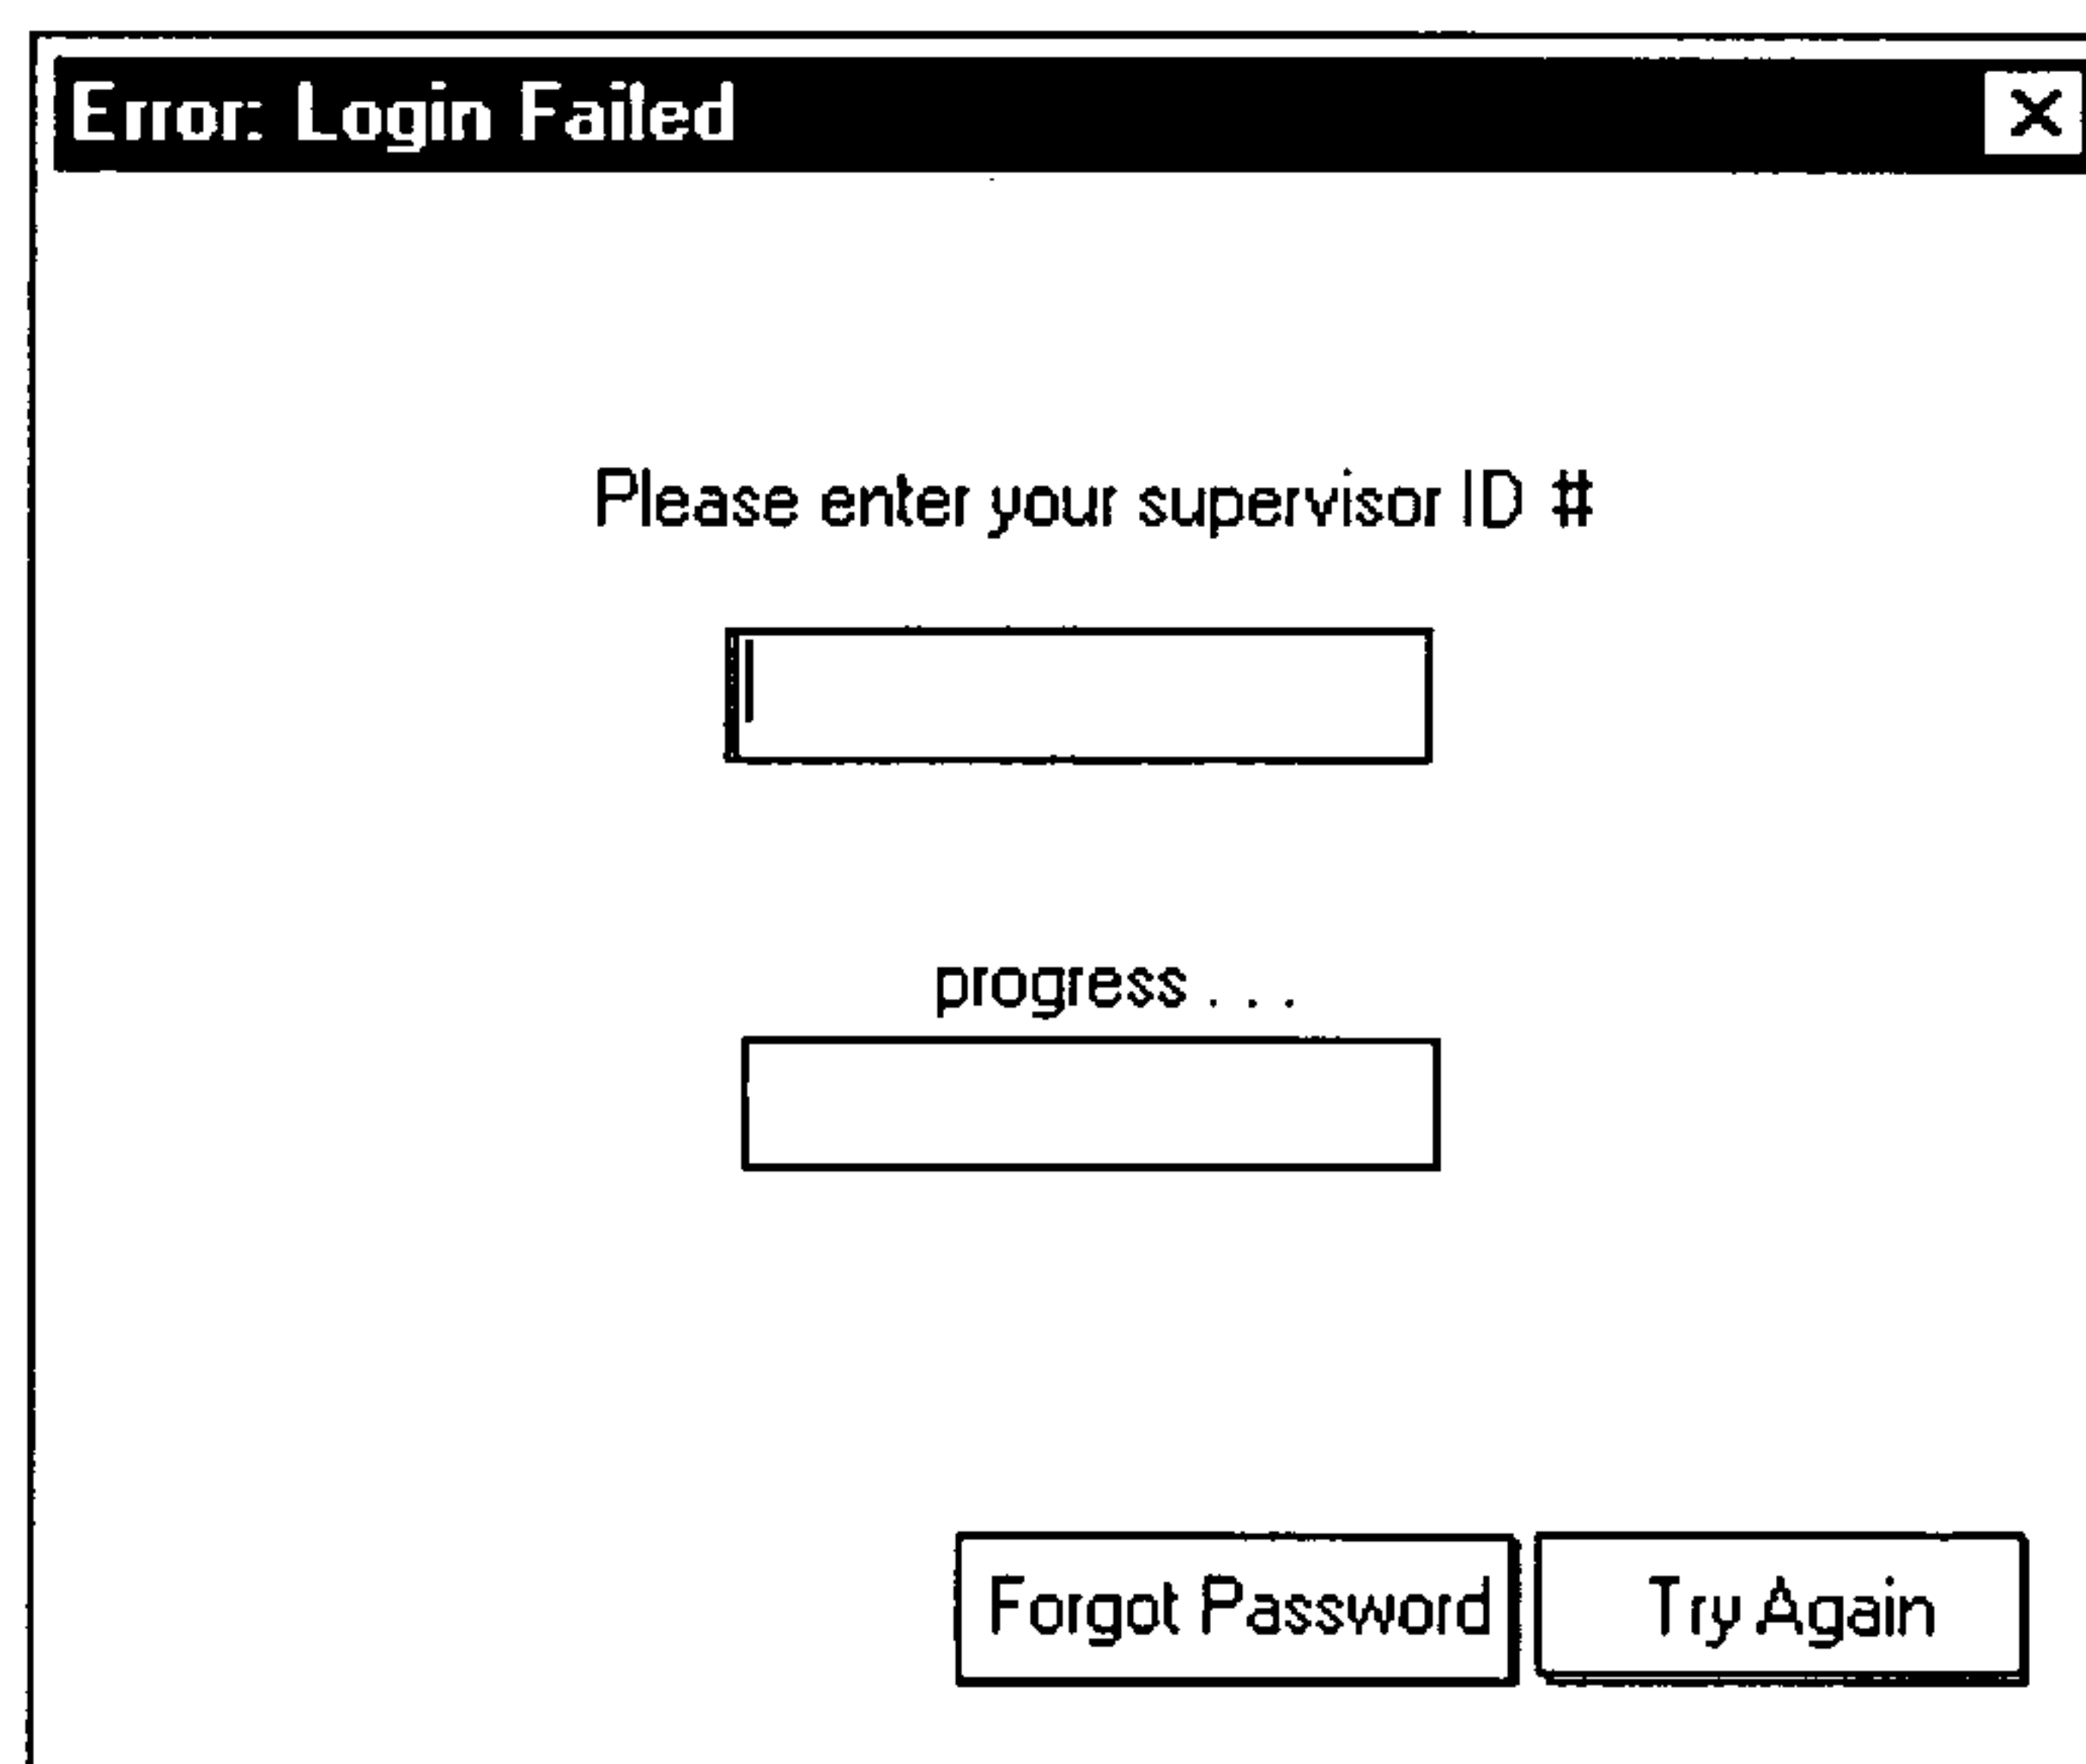 Error: Login Failed
Please enter your supervisor ID #
progress . . .
Forgot Password
Try Again